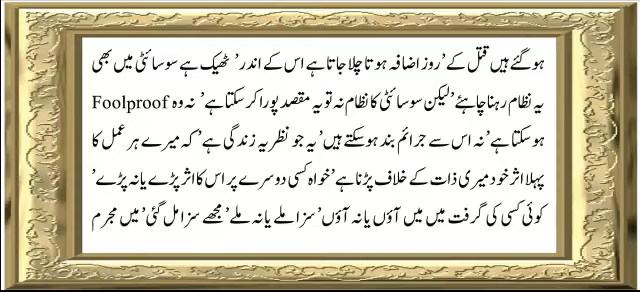 ہو گئے ہیں قتل کے’ روز اضافہ ہوتا چلا جاتا ہے اس کے اندر’ ٹھیک ہے سوسائٹی میں بھی
یہ نظام رہنا چاہئے’ لیکن سوسائٹی کا نظام نہ تو یہ مقصد پورا کر سکتا ہے’ نہ وہ Foolproof
ہو سکتا ہے’ نہ اس سے جرائم بند ہو سکتے ہیں’ یہ جو نظریہ زندگی ہے’ کہ میرے ہر عمل کا
پہلا اثر خود میری ذات کے خلاف پڑنا ہے’ خواہ کسی دوسرے پر اس کا اثر پڑے یا نہ پڑے’
کوئی کسی کی گرفت میں میں آؤں یا نہ آؤں’ سزا ملے یا نہ ملے’ مجھے سزا مل گئی’ میں مجرم